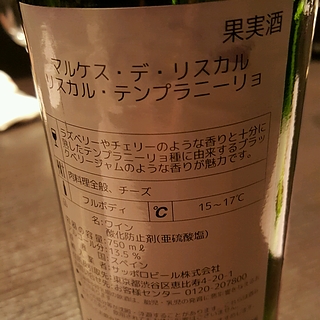 果実酒
マルケス・デ・リスカル
リスカル・テンプラニーリョ
ラズベリーやチェリーのような香りと十分に
熟したテンプラニーリョ種に由来するブラッ
クベリージャムのような香りが魅力です。
肉料理全般、チーズ
フルボディ ℃ 15～17℃
名:ワイン
酸化防止剤(亜硫酸塩)
容量:750mℓ
13.5%
国:スペイン
サッポロビール株式会社
東京都渋谷区恵比寿4-20-1
お客様センター 0120-207800